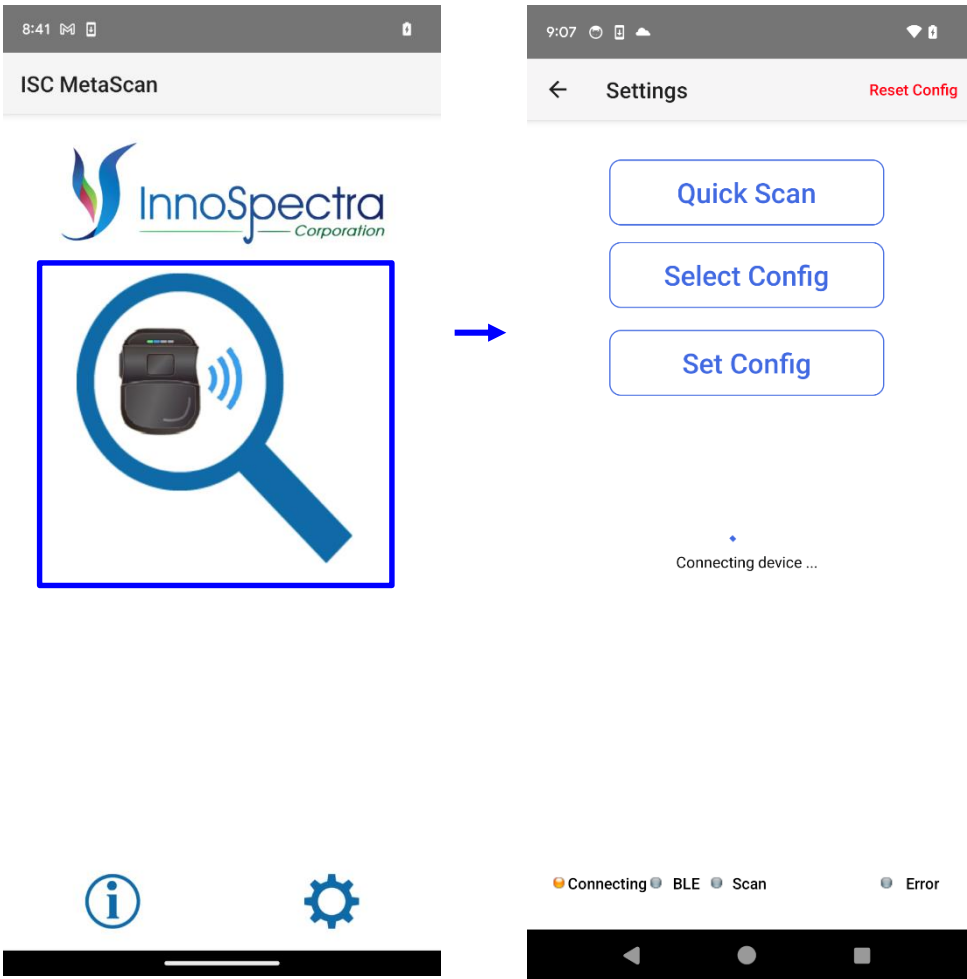 8:41
ISC MetaScan
InnoSpectra
Corporation
i
9:07
Settings
Reset Config
Quick Scan
Select Config
Set Config
Connecting device ...
Connecting BLE Scan Error